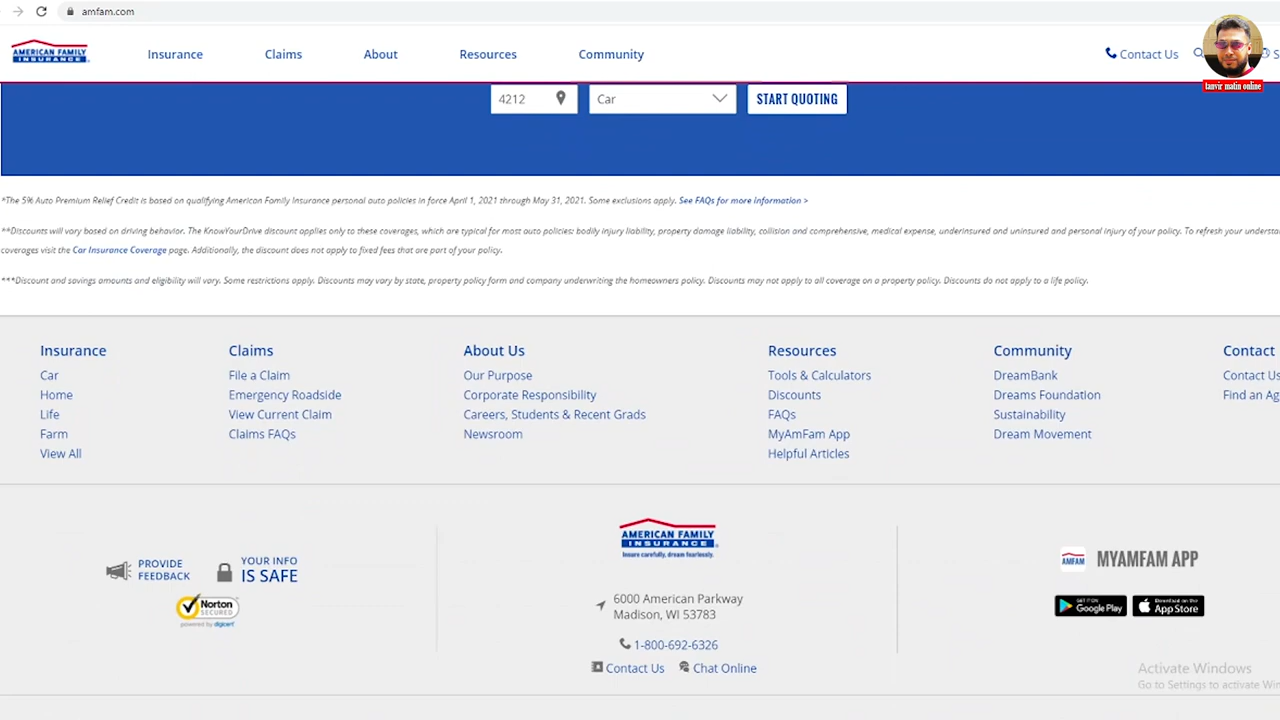 amfam.com
AMERICAN FAMILY
INSURANCE
Insurance Claims About Resources Community Contact Us
tanvir matin online
4212 Car START QUOTING
*The 5% Auto Premium Relief Credit is based on qualifying American Family Insurance personal auto policies in force April 1, 2021 through May 31, 2021. Some exclusions apply. See FAQs for more information >
**Discounts will vary based on driving behavior. The KnowYourDrive discount applies only to these coverages, which are typical for most auto policies: bodily injury liability, property damage liability, collision and comprehensive, medical expense, underinsured and uninsured and personal injury of your policy. To refresh your understa
coverages visit the Car Insurance Coverage page. Additionally, the discount does not apply to fixed fees that are part of your policy.
***Discount and savings amounts and eligibility will vary. Some restrictions apply. Discounts may vary by state, property policy form and company underwriting the homeowners policy. Discounts may not apply to all coverage on a property policy. Discounts do not apply to a life policy.
Insurance
Car
Home
Life
Farm
View All
Claims
File a Claim
Emergency Roadside
View Current Claim
Claims FAQs
About Us
Our Purpose
Corporate Responsibility
Careers, Students & Recent Grads
Newsroom
Resources
Tools & Calculators
Discounts
FAQs
MyAmFam App
Helpful Articles
Community
DreamBank
Dreams Foundation
Sustainability
Dream Movement
Contact
Contact Us
Find an Ag
PROVIDE
FEEDBACK
YOUR INFO
IS SAFE
Norton
SECURED
powered by digicert
AMERICAN FAMILY
INSURANCE
Insure carefully, dream fearlessly.
6000 American Parkway
Madison, WI 53783
1-800-692-6326
Contact Us Chat Online
AMFAM
MYAMFAM APP
GET IT ON
Google Play
Download on the
App Store
Activate Windows
Go to Settings to activate Win